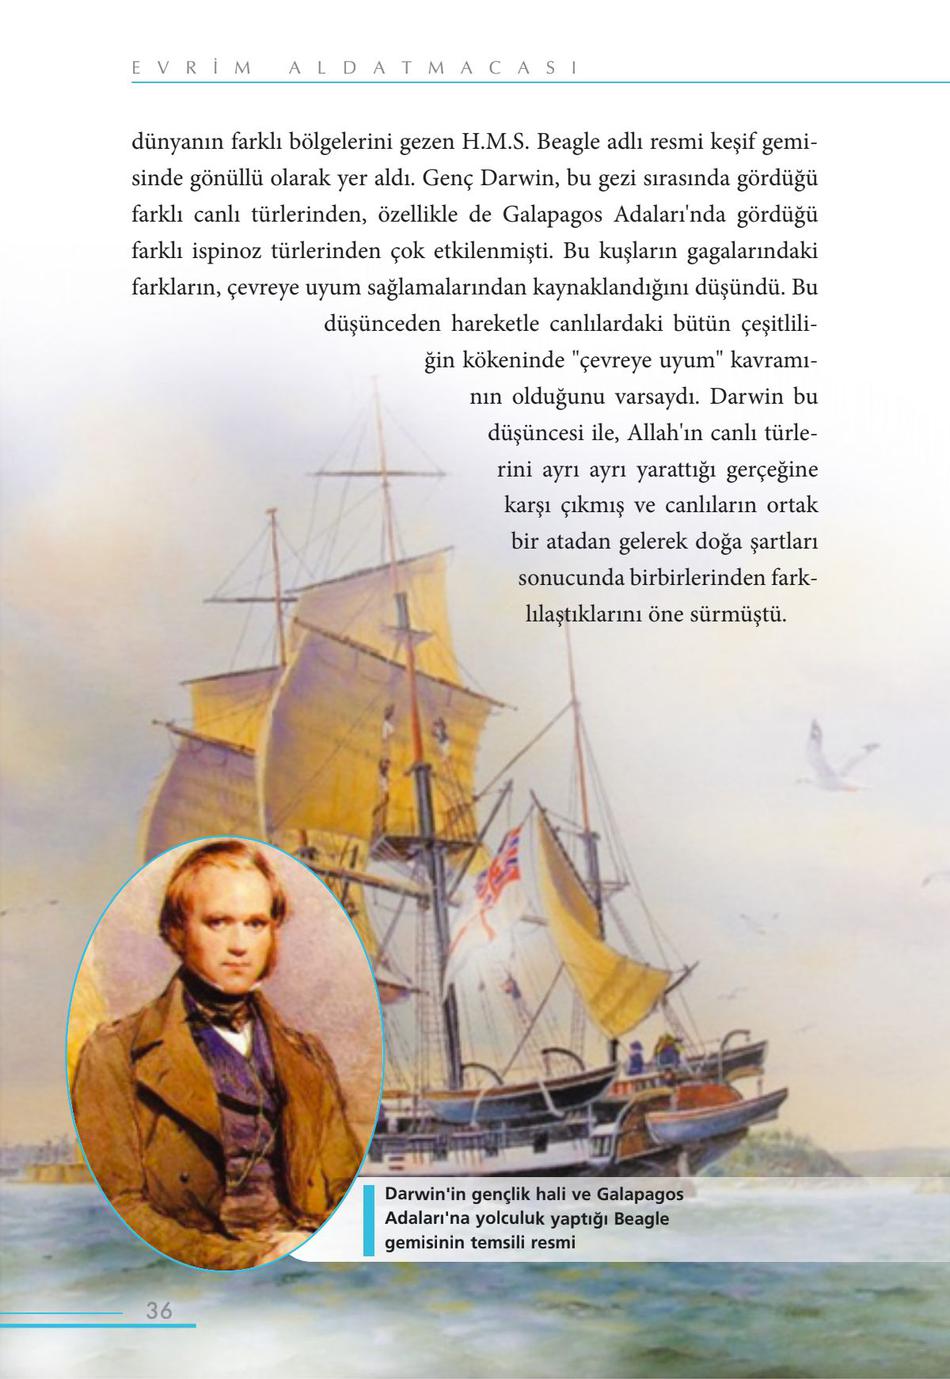 EVRİM ALDATMACASI
dünyanın farklı bölgelerini gezen H.M.S. Beagle adlı resmi keşif gemi-
sinde gönüllü olarak yer aldı. Genç Darwin, bu gezi sırasında gördüğü
farklı canlı türlerinden, özellikle de Galapagos Adaları'nda gördüğü
farklı ispinoz türlerinden çok etkilenmişti. Bu kuşların gagalarındaki
farkların, çevreye uyum sağlamalarından kaynaklandığını düşündü. Bu
düşünceden hareketle canlılardaki bütün çeşitlili-
ğin kökeninde "çevreye uyum" kavramı-
nın olduğunu varsaydı. Darwin bu
düşüncesi ile, Allah'ın canlı türle-
rini ayrı ayrı yarattığı gerçeğine
karşı çıkmış ve canlıların ortak
bir atadan gelerek doğa şartları
sonucunda birbirlerinden fark-
lılaştıklarını öne sürmüştü.
Darwin'in gençlik hali ve Galapagos
Adaları'na yolculuk yaptığı Beagle
gemisinin temsili resmi
36